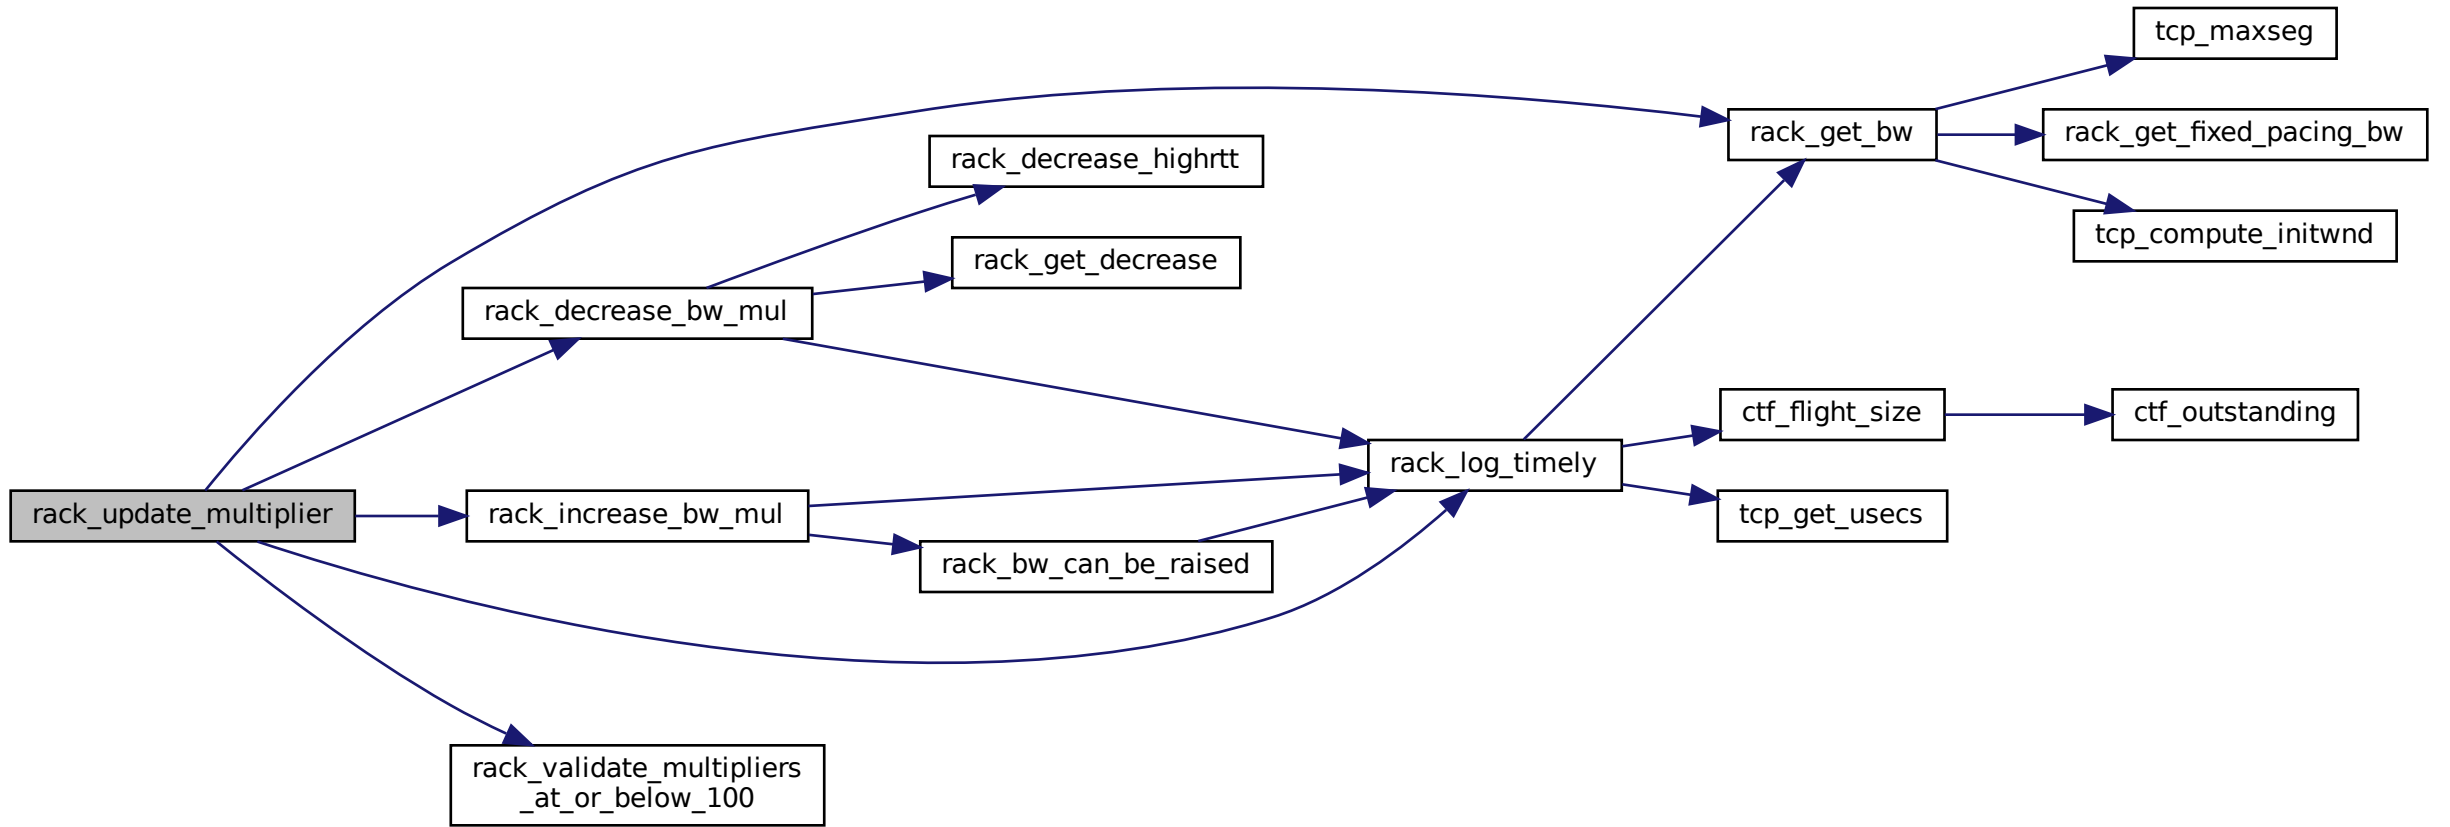 tcp_maxseg
rack_get_bw
rack_get_fixed_pacing_bw
rack_decrease_highrtt
tcp_compute_initwnd
rack_get_decrease
rack_decrease_bw_mul
ctf_flight_size
ctf_outstanding
rack_log_timely
rack_update_multiplier
rack_increase_bw_mul
tcp_get_usecs
rack_bw_can_be_raised
rack_validate_multipliers
_at_or_below_100